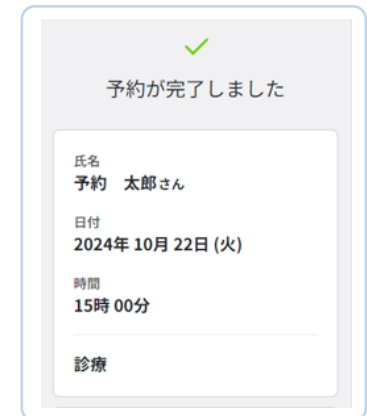 予約が完了しました
氏名
予約　太郎さん
日付
2024年 10月 22日 (火)
時間
15時 00分
診療